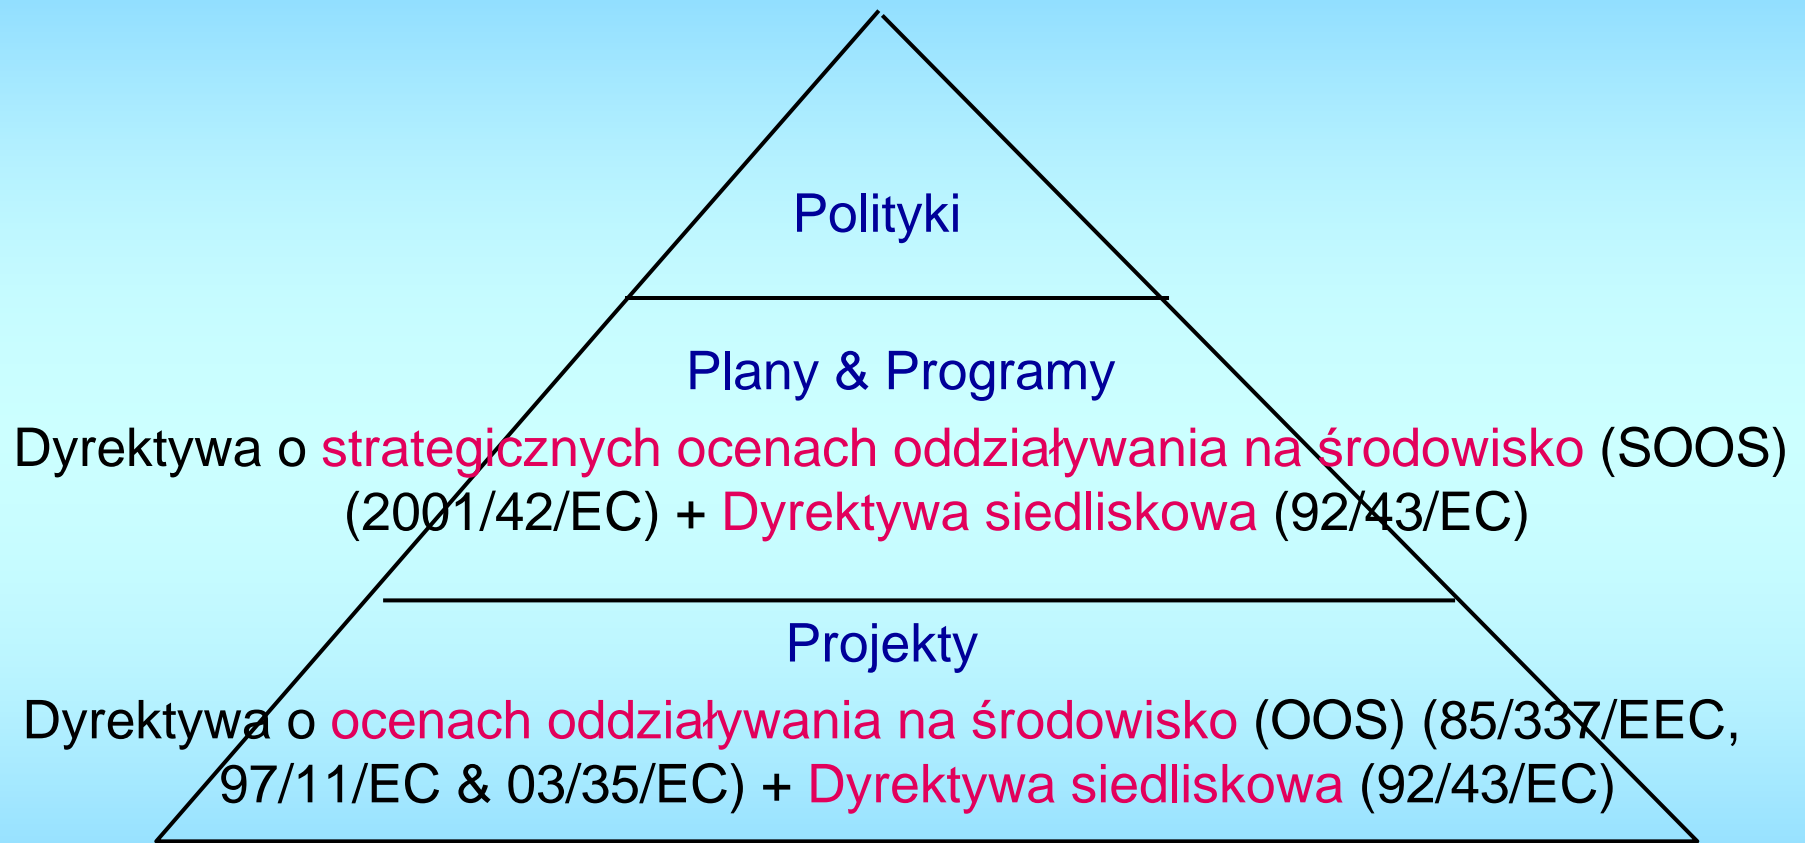 Polityki
Plany & Programy
Dyrektywa o strategicznych ocenach oddziaływania na środowisko (SOOS)
(2001/42/EC) + Dyrektywa siedliskowa (92/43/EC)
Projekty
Dyrektywa o ocenach oddziaływania na środowisko (OOS) (85/337/EEC,
97/11/EC & 03/35/EC) + Dyrektywa siedliskowa (92/43/EC)